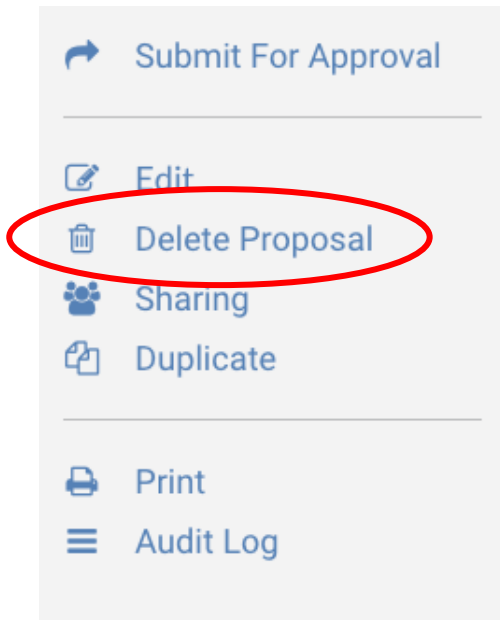 Submit For Approval
Edit
Delete Proposal
Sharing
Duplicate
Print
Audit Log